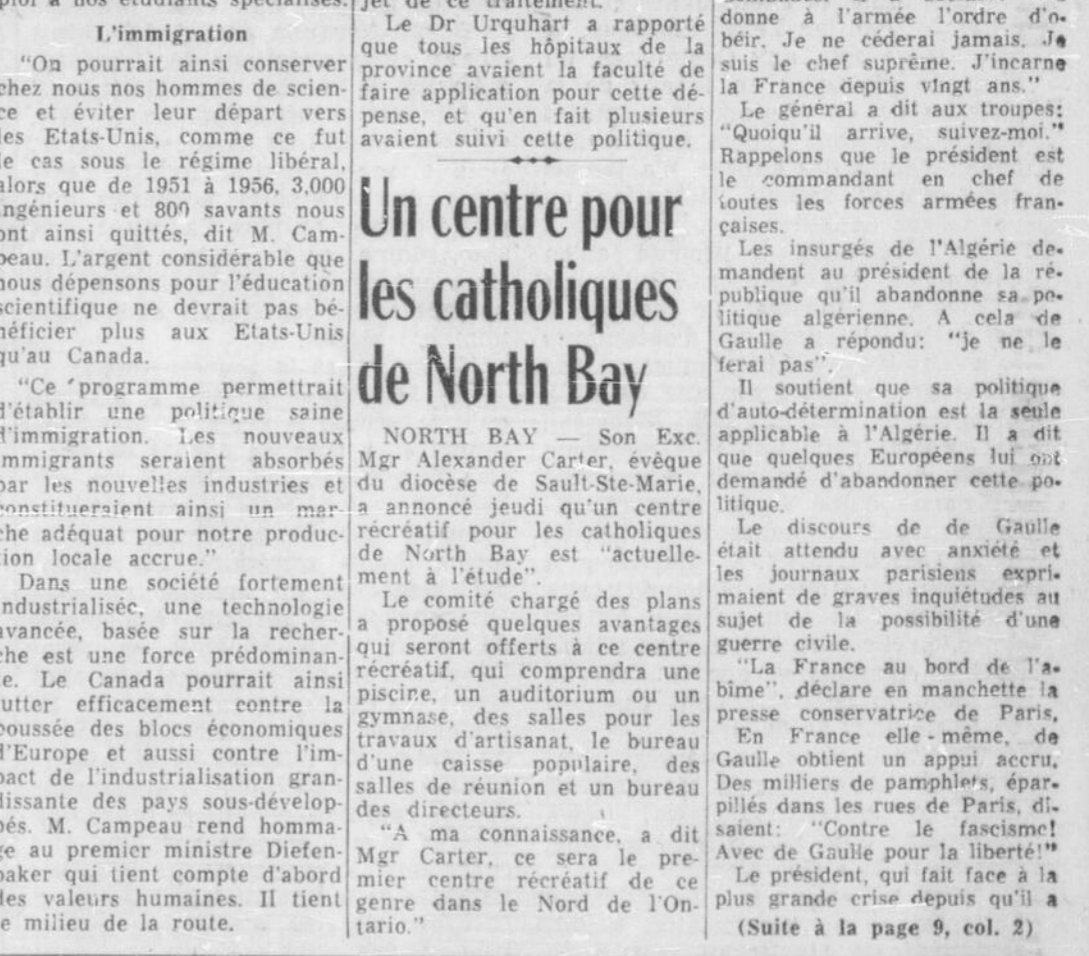 L'immigration
"On pourrait ainsi conserver
chez nous nos hommes de scien-
ce et éviter leur départ vers
les Etats-Unis, comme ce fut
le cas sous le régime libéral,
alors que de 1951 à 1956, 3,000
ingénieurs et 800 savants nous
ont ainsi quittés, dit M. Cam-
peau. L'argent considérable que
nous dépensons pour l'éducation
scientifique ne devrait pas bé-
néficier plus aux Etats-Unis
qu'au Canada.
"Ce programme permettrait
d'établir une politique saine
d'immigration. Les nouveaux
immigrants seraient absorbés
par les nouvelles industries et
constitueraient ainsi un mar-
che adéquat pour notre produc-
tion locale accrue."
Dans une société fortement
industrialisée, une technologie
avancée, basée sur la recher-
che est une force prédominan-
te. Le Canada pourrait ainsi
lutter efficacement contre la
poussée des blocs économiques
d'Europe et aussi contre l'im-
pact de l'industrialisation gran-
dissante des pays sous-dévelop-
pés. M. Campeau rend homma-
ge au premier ministre Diefen-
baker qui tient compte d'abord
des valeurs humaines. Il tient
le milieu de la route.
jet de ce traitement.
Le Dr Urquhart a rapporté
que tous les hôpitaux de la
province avaient la faculté de
faire application pour cette dé-
pense, et qu'en fait plusieurs
avaient suivi cette politique.
Un centre pour
les catholiques
de North Bay
NORTH BAY — Son Exc.
Mgr Alexander Carter, évêque
du diocèse de Sault-Ste-Marie,
a annoncé jeudi qu'un centre
récréatif pour les catholiques
de North Bay est "actuelle-
ment à l'étude".
Le comité chargé des plans
a proposé quelques avantages
qui seront offerts à ce centre
récréatif, qui comprendra une
piscine, un auditorium ou un
gymnase, des salles pour les
travaux d'artisanat, le bureau
d'une caisse populaire, des
salles de réunion et un bureau
des directeurs.
"A ma connaissance, a dit
Mgr Carter, ce sera le pre-
mier centre récréatif de ce
genre dans le Nord de l'On-
tario."
donne à l'armée l'ordre d'o-
béir. Je ne céderai jamais. Je
suis le chef suprême. J'incarne
la France depuis vingt ans."
Le général a dit aux troupes:
"Quoiqu'il arrive, suivez-moi."
Rappelons que le président est
le commandant en chef de
toutes les forces armées fran-
çaises.
Les insurgés de l'Algérie de-
mandent au président de la ré-
publique qu'il abandonne sa po-
litique algérienne. A cela de
Gaulle a répondu: "je ne le
ferai pas".
Il soutient que sa politique
d'auto-détermination est la seule
applicable à l'Algérie. Il a dit
que quelques Européens lui ont
demandé d'abandonner cette po-
litique.
Le discours de de Gaulle
était attendu avec anxiété et
les journaux parisiens expri-
maient de graves inquiétudes au
sujet de la possibilité d'une
guerre civile.
"La France au bord de l'a-
bîme", déclare en manchette la
presse conservatrice de Paris.
En France elle-même, de
Gaulle obtient un appui accru.
Des milliers de pamphlets, épar-
pillés dans les rues de Paris, di-
saient: "Contre le fascisme!
Avec de Gaulle pour la liberté!"
Le président, qui fait face à la
plus grande crise depuis qu'il a
(Suite à la page 9, col. 2)